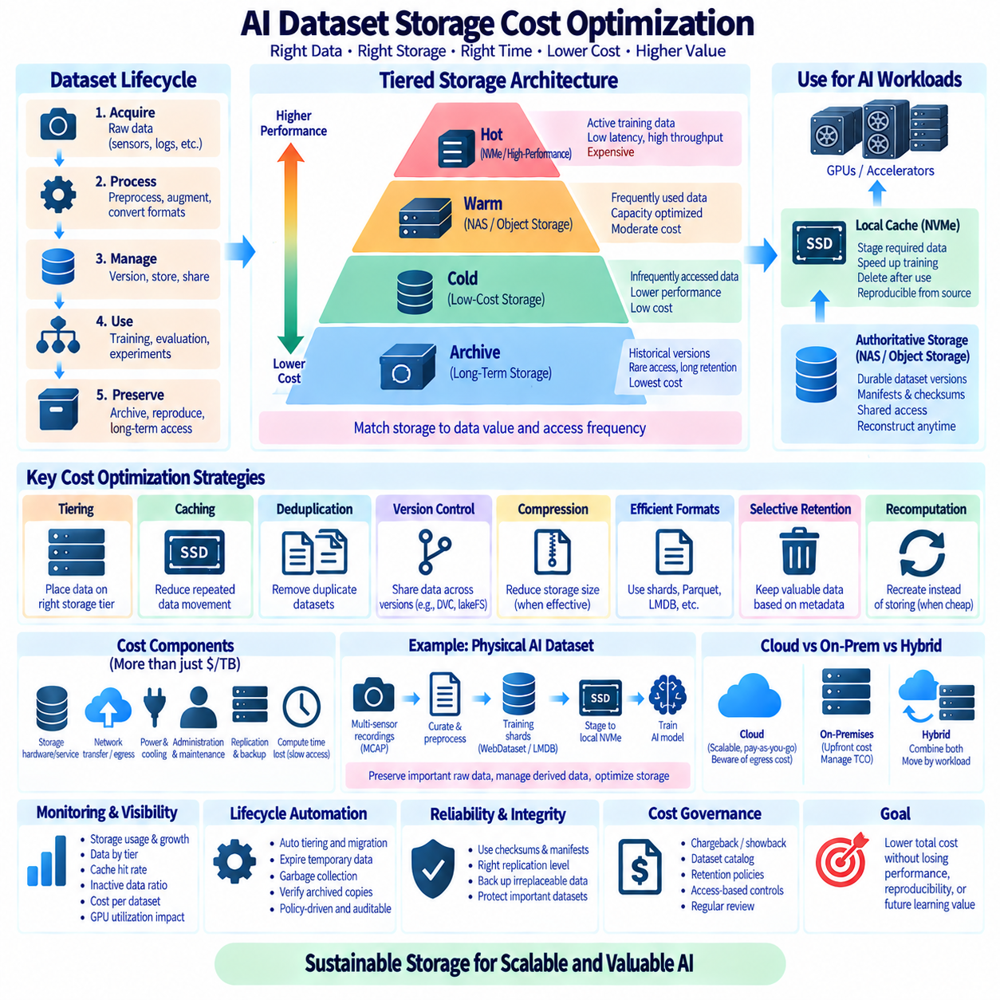 AI Dataset Storage Cost Optimization
Right Data • Right Storage • Right Time • Lower Cost • Higher Value
Dataset Lifecycle
1. Acquire
Raw data
(sensors, logs, etc.)
2. Process
Preprocess, augment,
convert formats
3. Manage
Version, store, share
4. Use
Training, evaluation,
experiments
5. Preserve
Archive, reproduce,
long-term access
Tiered Storage Architecture
Higher
Performance
Lower
Cost
Hot
(NVMe / High-Performance)
Active training data
Low latency, high throughput
Expensive
Warm
(NAS / Object Storage)
Frequently used data
Capacity optimized
Moderate cost
Cold
(Low-Cost Storage)
Infrequently accessed data
Lower performance
Low cost
Archive
(Long-Term Storage)
Historical versions
Rare access, long retention
Lowest cost
Match storage to data value and access frequency
Use for AI Workloads
GPUs / Accelerators
SSD
Local Cache (NVMe)
Stage required data
Speed up training
Delete after use
Reproducible from source
Authoritative Storage
(NAS / Object Storage)
Durable dataset versions
Manifests & checksums
Shared access
Reconstruct anytime
Key Cost Optimization Strategies
Tiering
Place data on
right storage tier
Caching
SSD
Reduce repeated
data movement
Deduplication
Remove duplicate
datasets
Version Control
Share data across
versions (e.g., DVC, lakeFS)
Compression
Reduce storage size
(when effective)
Efficient Formats
Use shards, Parquet,
LMDB, etc.
Selective Retention
Keep valuable data
based on metadata
Recomputation
Recreate instead
of storing (when cheap)
Cost Components
(More than just $/TB)
Storage
hardware/service
Network
transfer / egress
Power &
cooling
Administration
& maintenance
Replication
& backup
Compute time
lost (slow access)
Example: Physical AI Dataset
Multi-sensor
recordings
(MCAP)
Curate &
preprocess
Training
shards
(WebDataset / LMDB)
SSD
Stage to
local NVMe
Train
AI model
Preserve important raw data, manage derived data, optimize storage
Cloud vs On-Prem vs Hybrid
Cloud
(Scalable, pay-as-you-go)
Beware of egress cost)
On-Premises
(Upfront cost
Manage TCO)
Hybrid
Combine both
Move by workload
Monitoring & Visibility
• Storage usage & growth
• Data by tier
• Cache hit rate
• Inactive data ratio
• Cost per dataset
• GPU utilization impact
Lifecycle Automation
• Auto tiering and migration
• Expire temporary data
• Garbage collection
• Verify archived copies
• Policy-driven and auditable
Reliability & Integrity
• Use checksums & manifests
• Right replication level
• Back up irreplaceable data
• Protect important datasets
Cost Governance
$
• Chargeback / showback
• Dataset catalog
• Retention policies
• Access-based controls
• Regular review
Goal
Lower total cost
without losing
performance,
reproducibility, or
future learning value
Sustainable Storage for Scalable and Valuable AI